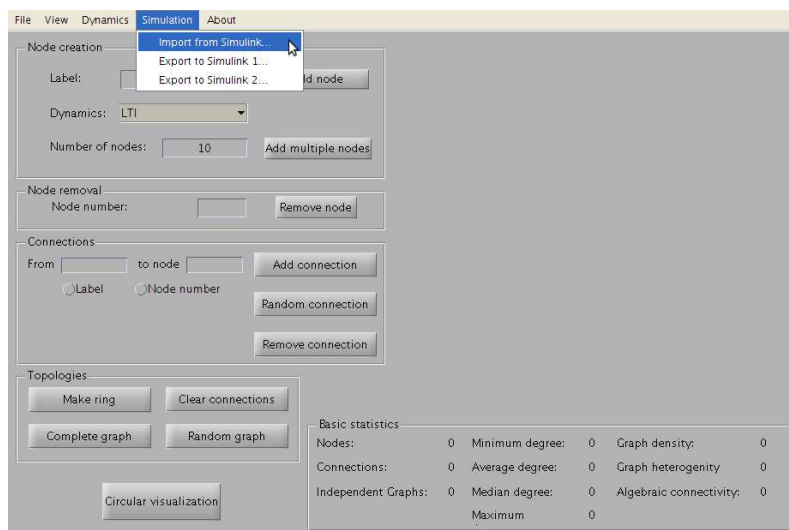 File View Dynamics Simulation About
Import from Simulink...
Export to Simulink 1...
Export to Simulink 2...
Node creation
Label:
node
Dynamics: LTI
Number of nodes: 10 Add multiple nodes
Node removal
Node number: Remove node
Connections
From to node Add connection
Label Node number
Random connection
Remove connection
Topologies
Make ring Clear connections
Complete graph Random graph
Circular visualization
Basic statistics
Nodes: 0 Minimum degree: 0 Graph density: 0
Connections: 0 Average degree: 0 Graph heterogenity 0
Independent Graphs: 0 Median degree: 0 Algebraic connectivity: 0
Maximum 0